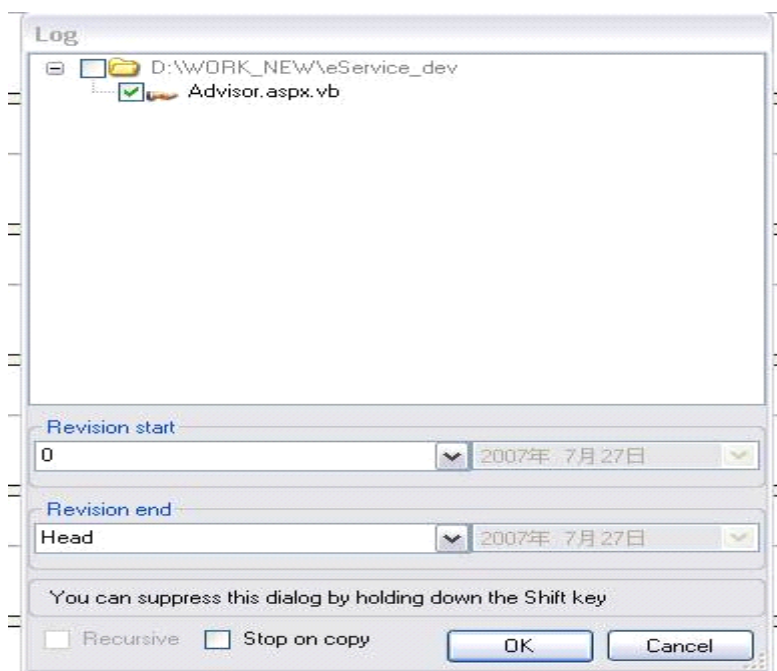 Log
D:\WORK_NEW\eService_dev
Advisor.aspx.vb
Revision start
0
2007年 7月27日
Revision end
Head
2007年 7月27日
You can suppress this dialog by holding down the Shift key
Recursive Stop on copy OK Cancel